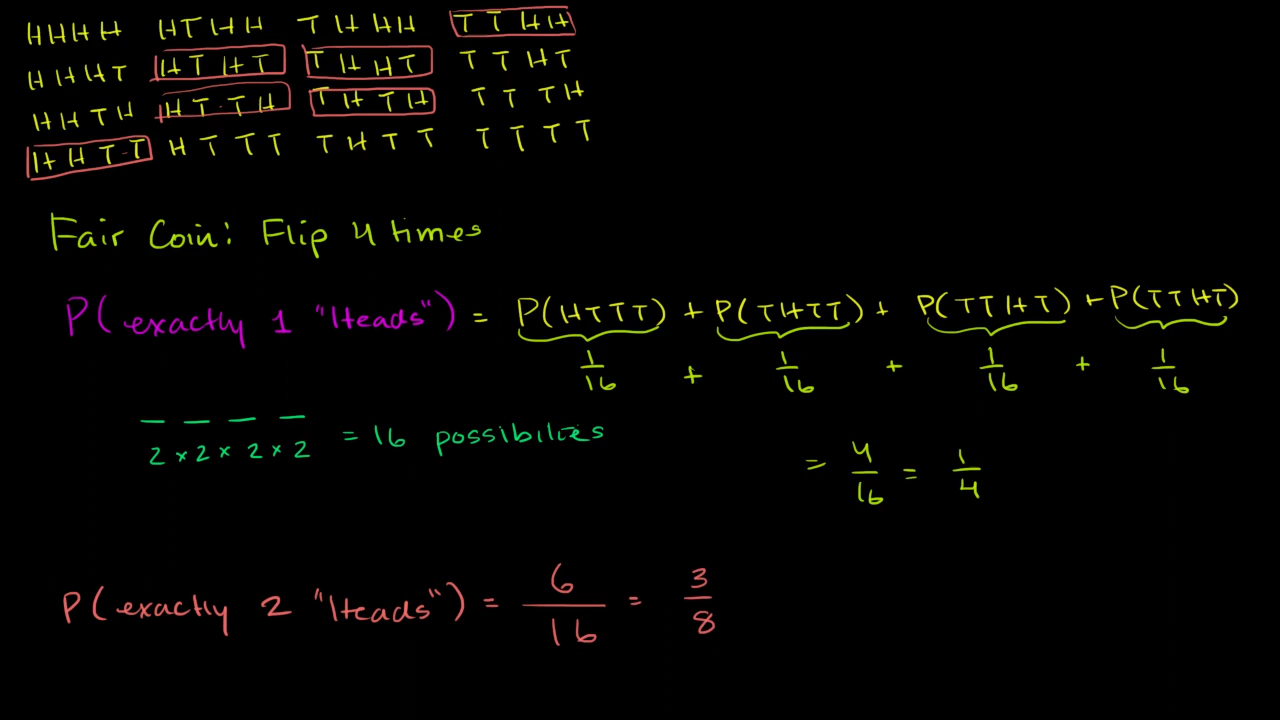 HHHH HTHH THHH TTHH
HHHT HTHT THHT TTHT
HHTH HTTH THTH TTTH
HHTT HTTT THTT TTTT
Fair Coin: Flip 4 times
P(exactly 1 "Heads") = P(HTTT) + P(THTT) + P(TTHT) + P(TTHT)
1/16 + 1/16 + 1/16 + 1/16
2 × 2 × 2 × 2 = 16 possibilties
= 4/16 = 1/4
P(exactly 2 "Heads") = 6/16 = 3/8